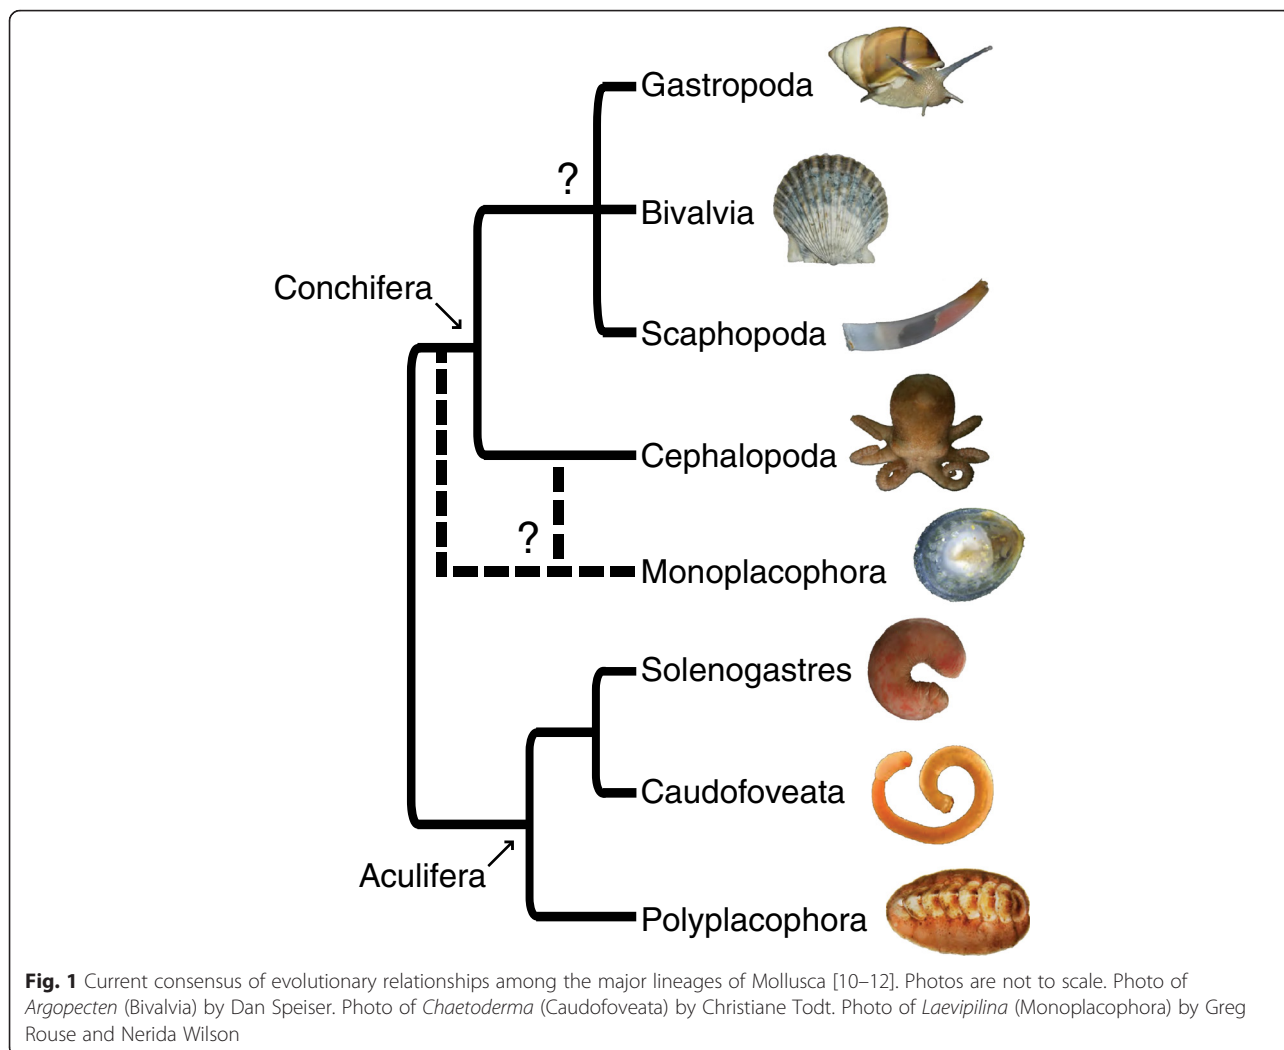 Gastropoda
?
Bivalvia
Conchifera
Scaphopoda
Cephalopoda
?
Monoplacophora
Solenogastres
Caudofoveata
Aculifera
Polyplacophora
Fig. 1 Current consensus of evolutionary relationships among the major lineages of Mollusca [10–12]. Photos are not to scale. Photo of
Argopecten (Bivalvia) by Dan Speiser. Photo of Chaetoderma (Caudofoveata) by Christiane Todt. Photo of Laevipilina (Monoplacophora) by Greg
Rouse and Nerida Wilson